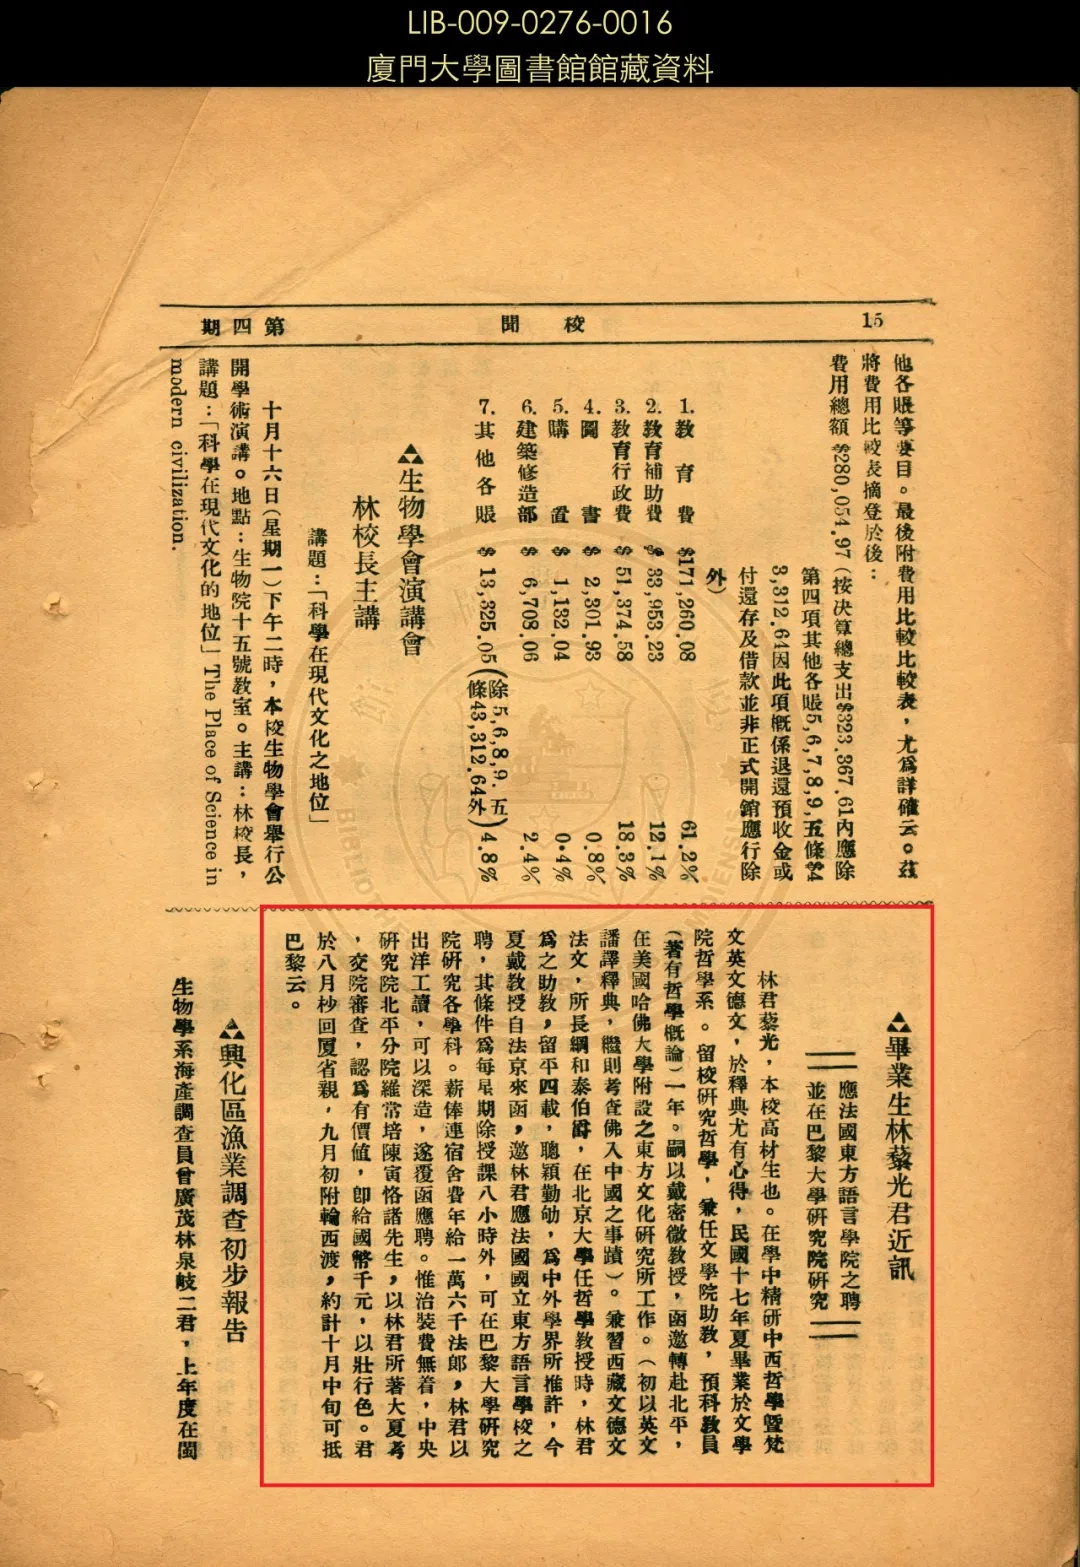 LIB-009-0276-0016
廈門大學圖書館館藏資料
15
校聞
第四期
他各賬等要目。最後附費用比較比較表，尤爲詳確云。茲
將費用比較表摘登於後：
費用總額 $280,054.97（按決算總支出$323,367.61內應除
第四項其他各賬5,6,7,8,9,五條$4
3,312.64因此項概係退還預收金或
付還存及借款並非正式開銷應行除
外）
1. 教育費 $171,260.08 61.2%
2. 教育補助費 $ 33,953.23 12.1%
3. 教育行政費 $ 51,374.58 18.3%
4. 圖書 $ 2,301.93 0.8%
5. 購置 $ 1,132.04 0.4%
6. 建築修造部 $ 6,708.06 2.4%
7. 其他各賬 $ 13,325.05（除5,6,8,9.五條43,312.64外）4.8%
生物學會演講會
林校長主講
講題：「科學在現代文化之地位」
十月十六日（星期一）下午二時，本校生物學會舉行公
開學術演講。地點：生物院十五號教室。主講：林校長，
講題：「科學在現代文化的地位」The Place of Science in
modern civilization.
畢業生林藜光君近訊
應法國東方語言學院之聘
並在巴黎大學研究院研究
林君藜光，本校高材生也。在學中精研中西哲學暨梵
文英文德文，於釋典尤有心得，民國十七年夏畢業於文學
院哲學系。留校研究哲學，兼任文學院助教，預科教員
（著有哲學概論）一年。嗣以戴密微教授，函邀轉赴北平，
在美國哈佛大學附設之東方文化研究所工作。（初以英文
譒譯釋典，繼則考查佛入中國之事蹟）。兼習西藏文德文
法文，所長鋼和泰伯爵，在北京大學任哲學教授時，林君
爲之助教，留平四載，聰穎勤劬，爲中外學界所推許，今
夏戴教授自法京來函，邀林君應法國國立東方語言學校之
聘，其條件爲每星期除授課八小時外，可在巴黎大學研究
院研究各學科。薪俸連宿舍費年給一萬六千法郎，林君以
出洋工讀，可以深造，遂覆函應聘。惟治裝費無着，中央
研究院北平分院羅常培陳寅恪諸先生，以林君所著大夏考
，交院審查，認爲有價値，卽給國幣千元，以壯行色。君
於八月杪回厦省親，九月初附輪西渡，約計十月中旬可抵
巴黎云。
興化區漁業調查初步報告
生物學系海產調查員曾廣茂林泉岐二君，上年度在閩